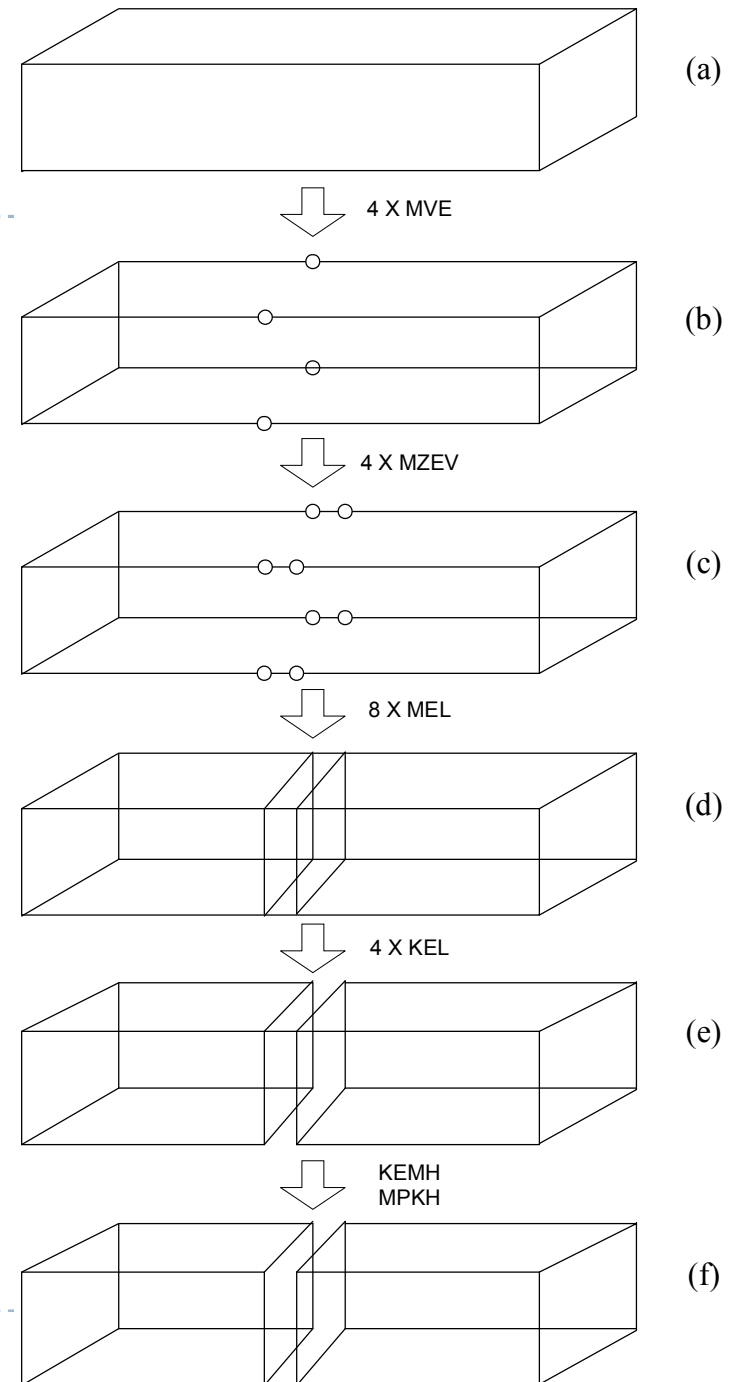 (a)
4 X MVE
(b)
4 X MZEV
(c)
8 X MEL
(d)
4 X KEL
(e)
KEMH
MPKH
(f)